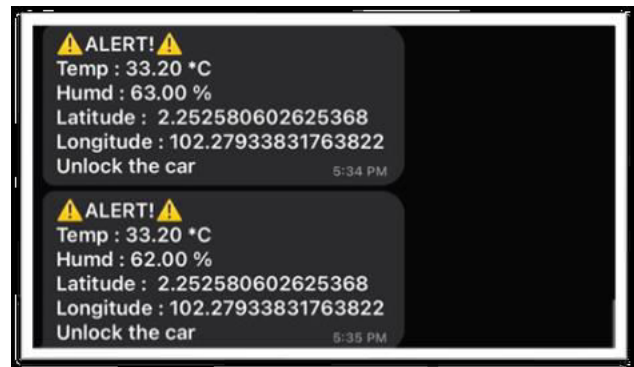 ⚠️ALERT!⚠️
Temp : 33.20 *C
Humd : 63.00 %
Latitude :  2.252580602625368
Longitude : 102.27933831763822
Unlock the car
5:34 PM
⚠️ALERT!⚠️
Temp : 33.20 *C
Humd : 62.00 %
Latitude :  2.252580602625368
Longitude : 102.27933831763822
Unlock the car
5:35 PM